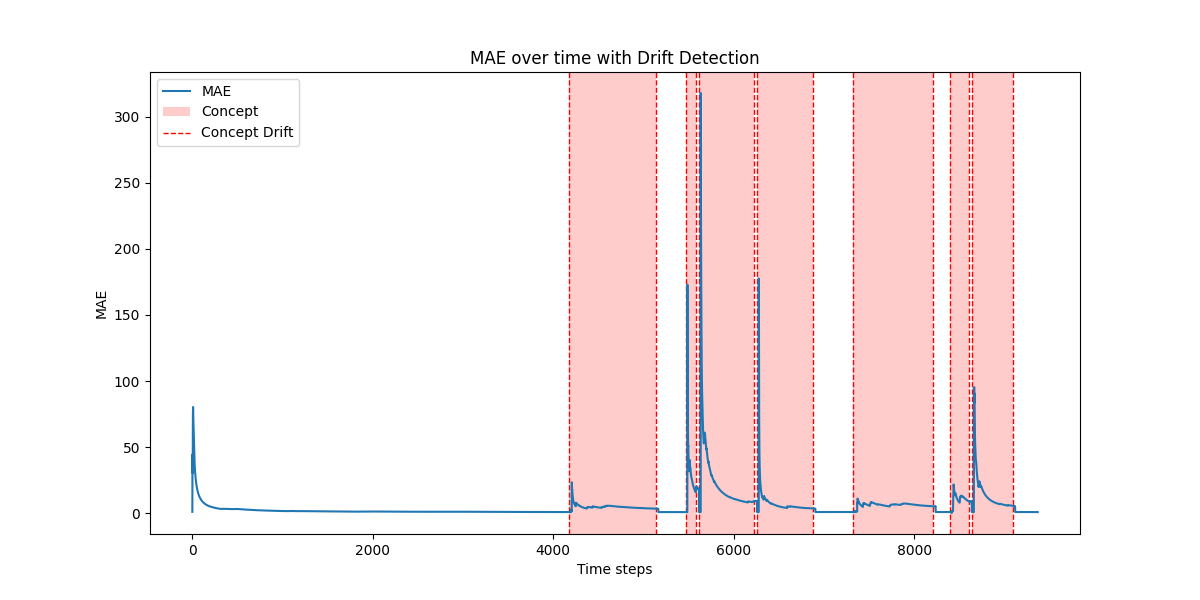 MAE over time with Drift Detection
MAE
Concept
Concept Drift
MAE
300
250
200
150
100
50
0
0 2000 4000 6000 8000
Time steps